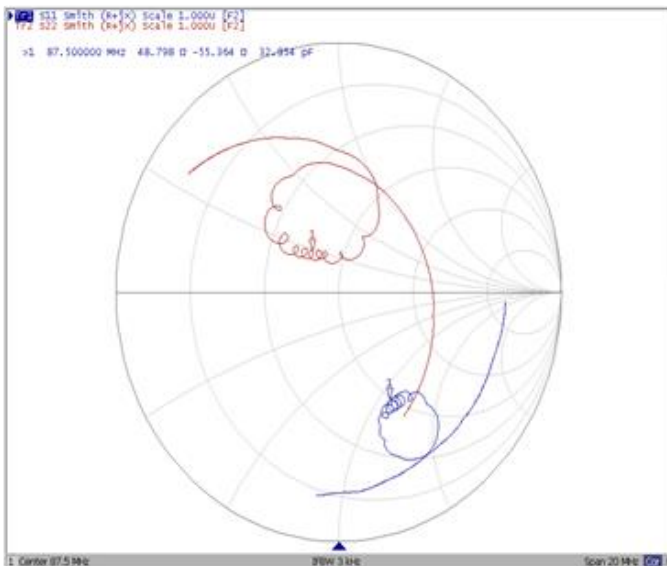 Tr1 S11 Smith (R+jX) Scale 1.000U [F2]
Tr2 S22 Smith (R+jX) Scale 1.000U [F2]
>1 87.500000 MHz 48.798 Ω -55.364 Ω 32.854 pF
1 Center 87.5 MHz IFBW 3 kHz Span 20 MHz Cor